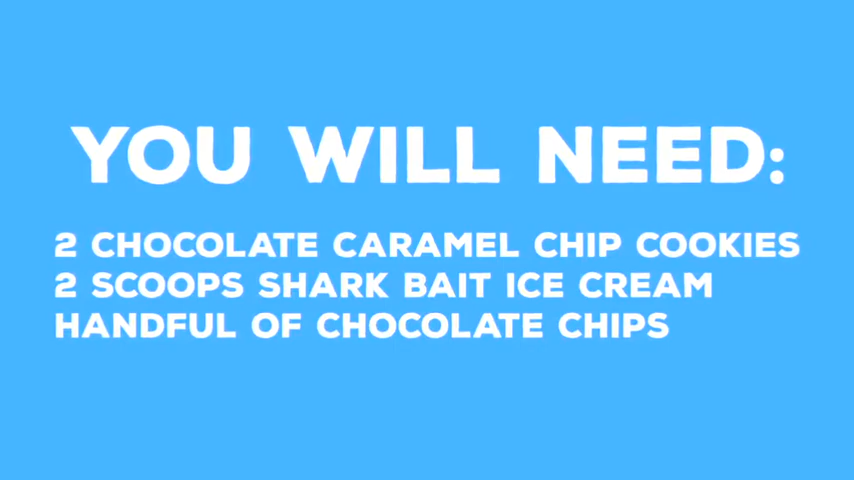 YOU WILL NEED:
2 CHOCOLATE CARAMEL CHIP COOKIES
2 SCOOPS SHARK BAIT ICE CREAM
HANDFUL OF CHOCOLATE CHIPS